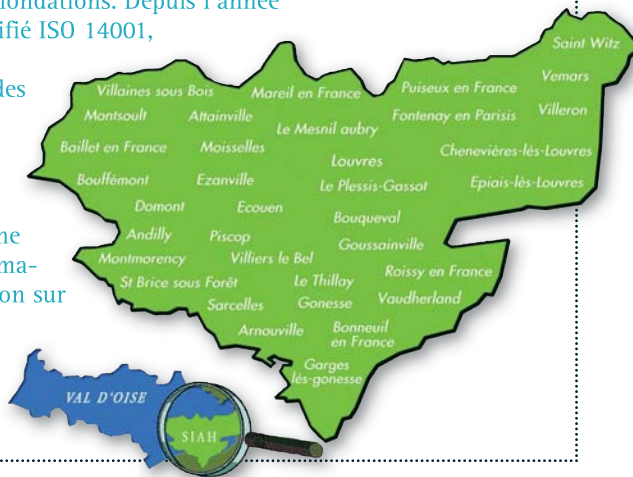 ondations. Depuis l'année
ifié ISO 14001,
des
ne
ma-
on sur
Saint Witz
Vemars
Villaines sous Bois
Mareil en France
Puiseux en France
Montsoult
Attainville
Fontenay en Parisis
Villeron
Le Mesnil aubry
Baillet en France
Moisselles
Louvres
Chenevières-lès-Louvres
Bouffémont
Ezanville
Le Plessis-Gassot
Epiais-lès-Louvres
Domont
Ecouen
Bouqueval
Andilly
Piscop
Goussainville
Montmorency
Villiers le Bel
Roissy en France
St Brice sous Forêt
Le Thillay
Vaudherland
Sarcelles
Gonesse
Arnouville
Bonneuil
en France
Garges
lès-gonesse
VAL D'OISE
SIAH